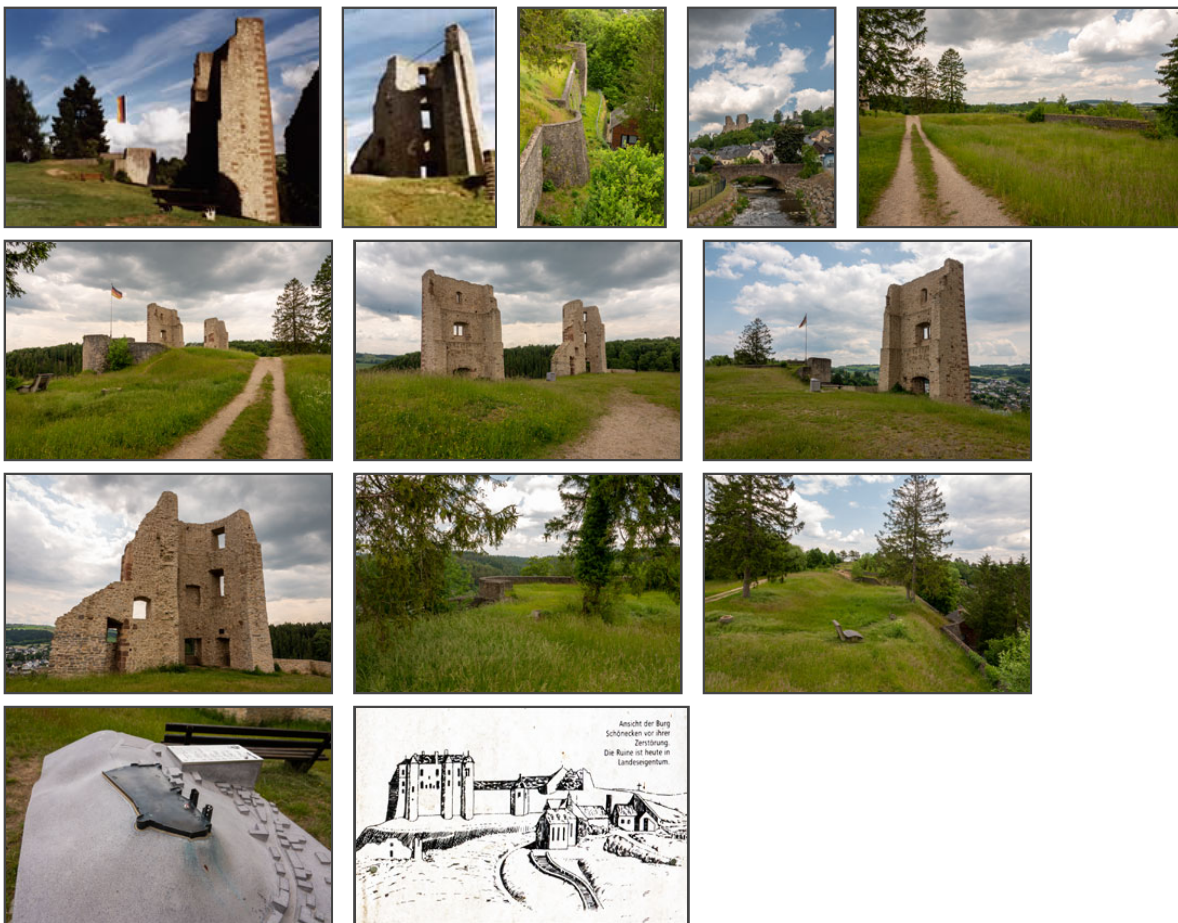 Ansicht der Burg
Schönecken vor ihrer
Zerstörung.
Die Ruine ist heute in
Landeseigentum.